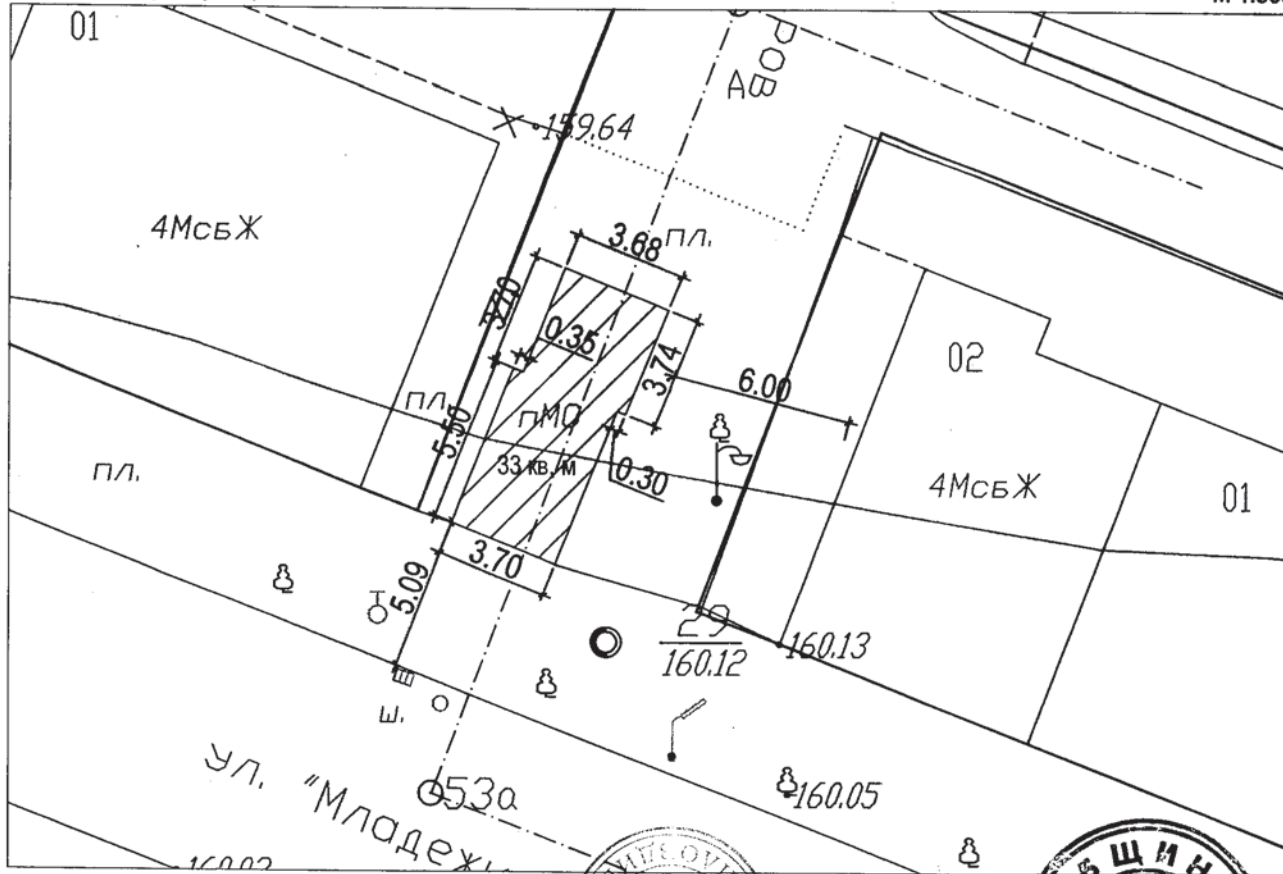 01
РОВ
А
159.64
4МсбЖ
3.68
пл.
3.70
0.35
3.74
6.00
02
пл.
5.50
пМО
33 кв. м
0.30
пл.
4МсбЖ
01
3.70
5.09
Т
29
160.12
160.13
Ш.
53а
160.05
ул. "Младежк
ЩИН